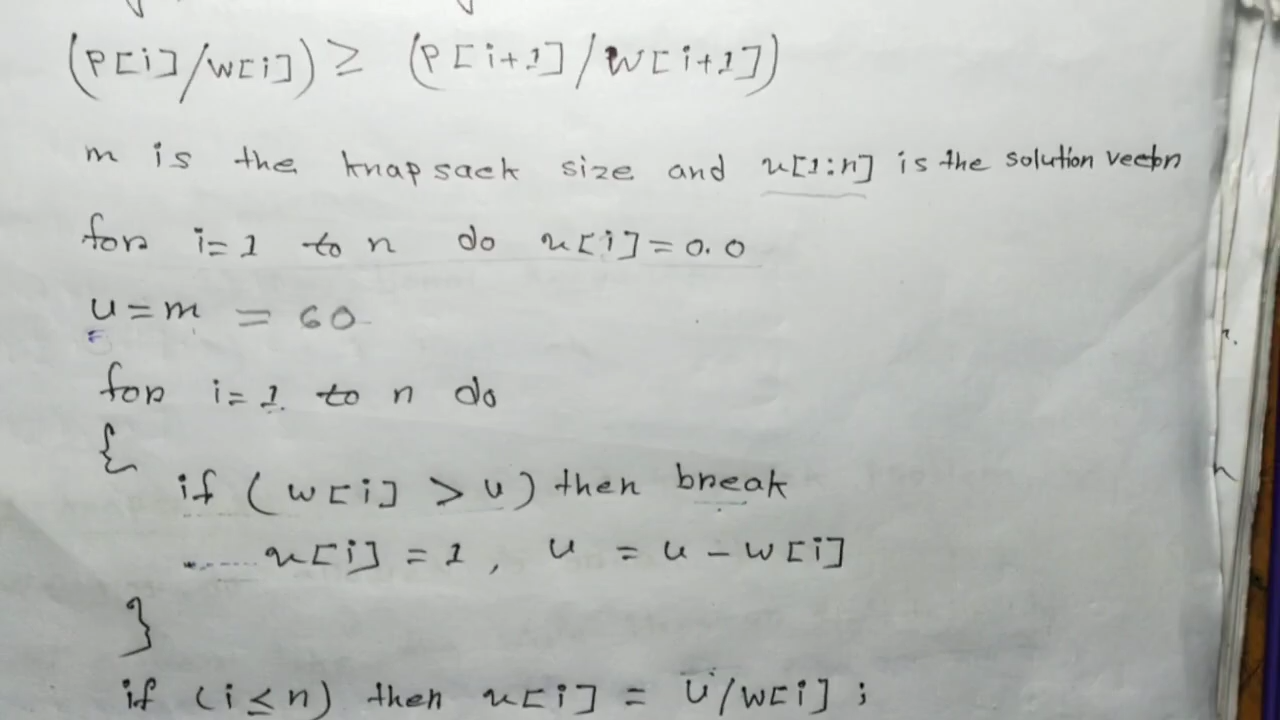 (P[i]/W[i]) ≥ (P[i+1]/W[i+1])
m is the knapsack size and x[1:n] is the solution vector
for i=1 to n do x[i]=0.0
u=m = 60
for i=1 to n do
{
if (w[i] > u) then break
x[i] = 1, u = u - w[i]
}
if (i ≤ n) then x[i] = U/w[i] ;